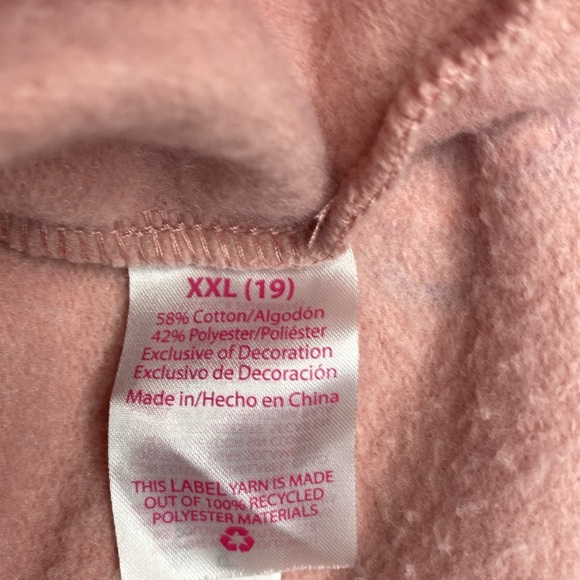 XXL (19)
58% Cotton/Algodón
42% Polyester/Poliéster
Exclusive of Decoration
Exclusivo de Decoración
Made in/Hecho en China
THIS LABEL YARN IS MADE
OUT OF 100% RECYCLED
POLYESTER MATERIALS